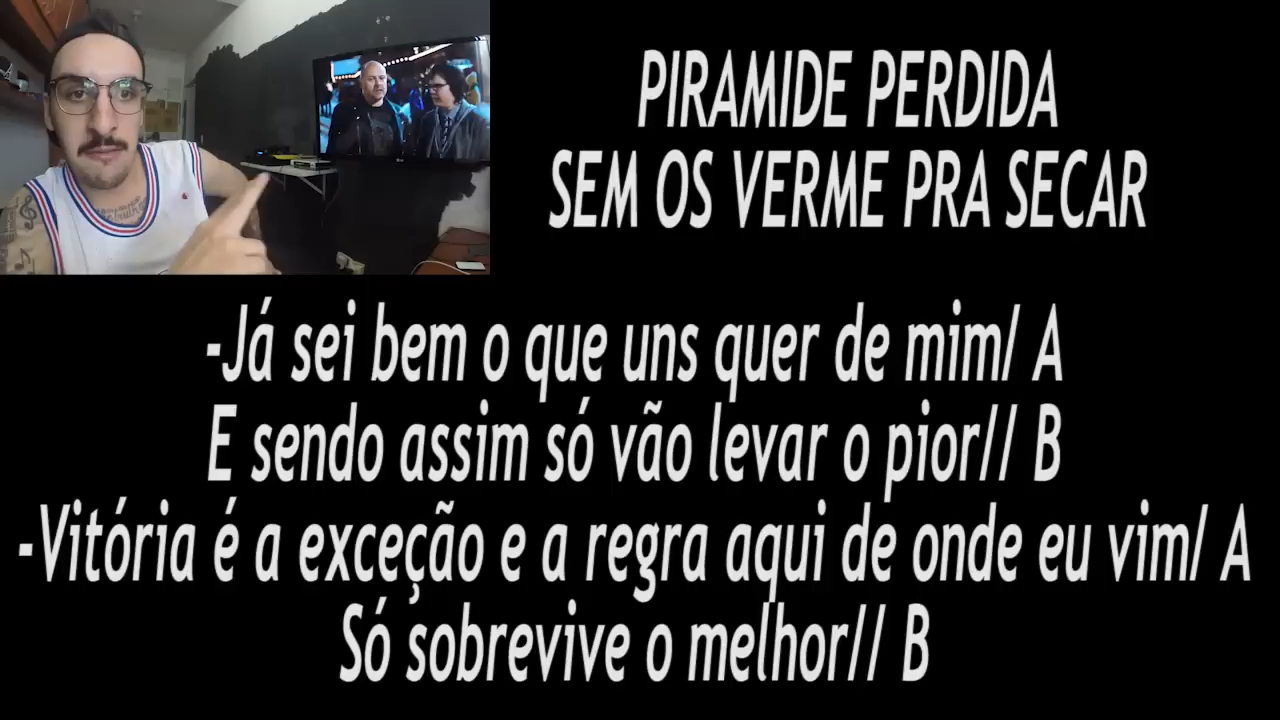 PIRAMIDE PERDIDA
SEM OS VERME PRA SECAR
-Já sei bem o que uns quer de mim/ A
E sendo assim só vão levar o pior// B
-Vitória é a exceção e a regra aqui de onde eu vim/ A
Só sobrevive o melhor// B